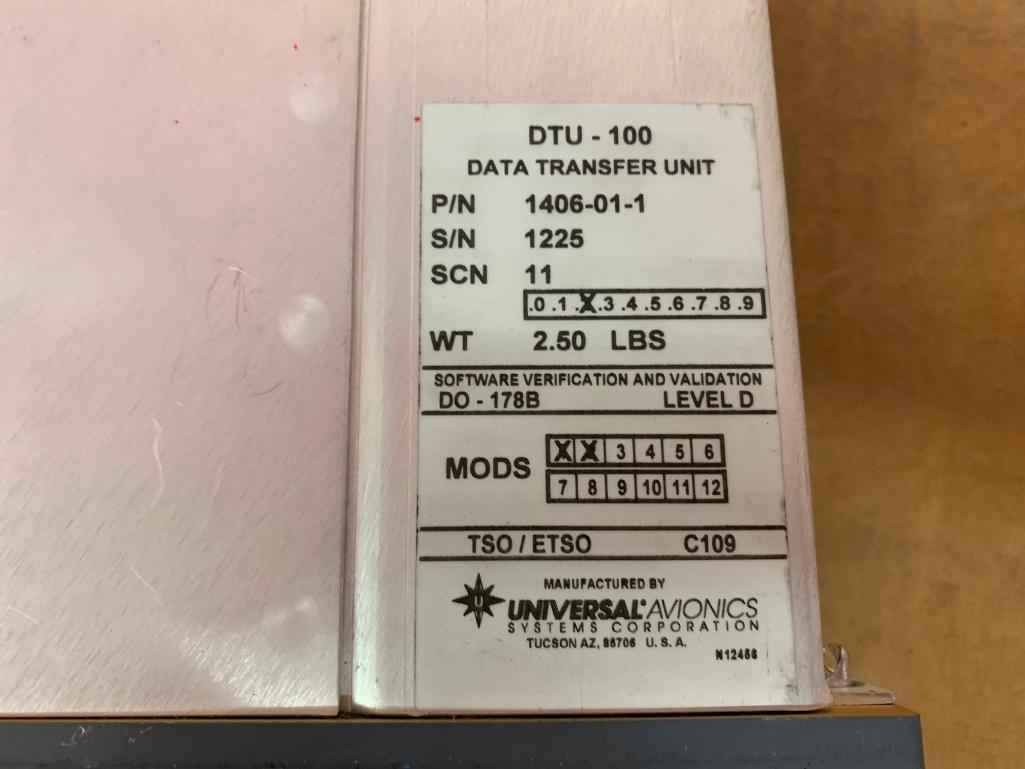 DTU - 100
DATA TRANSFER UNIT
P/N 1406-01-1
S/N 1225
SCN 11
.0 .1 .X .3 .4 .5 .6 .7 .8 .9
WT 2.50 LBS
SOFTWARE VERIFICATION AND VALIDATION
DO - 178B LEVEL D
MODS
X X 3 4 5 6
7 8 9 10 11 12
TSO / ETSO C109
MANUFACTURED BY
U
UNIVERSAL AVIONICS
SYSTEMS CORPORATION
TUCSON AZ, 85706 U. S. A.